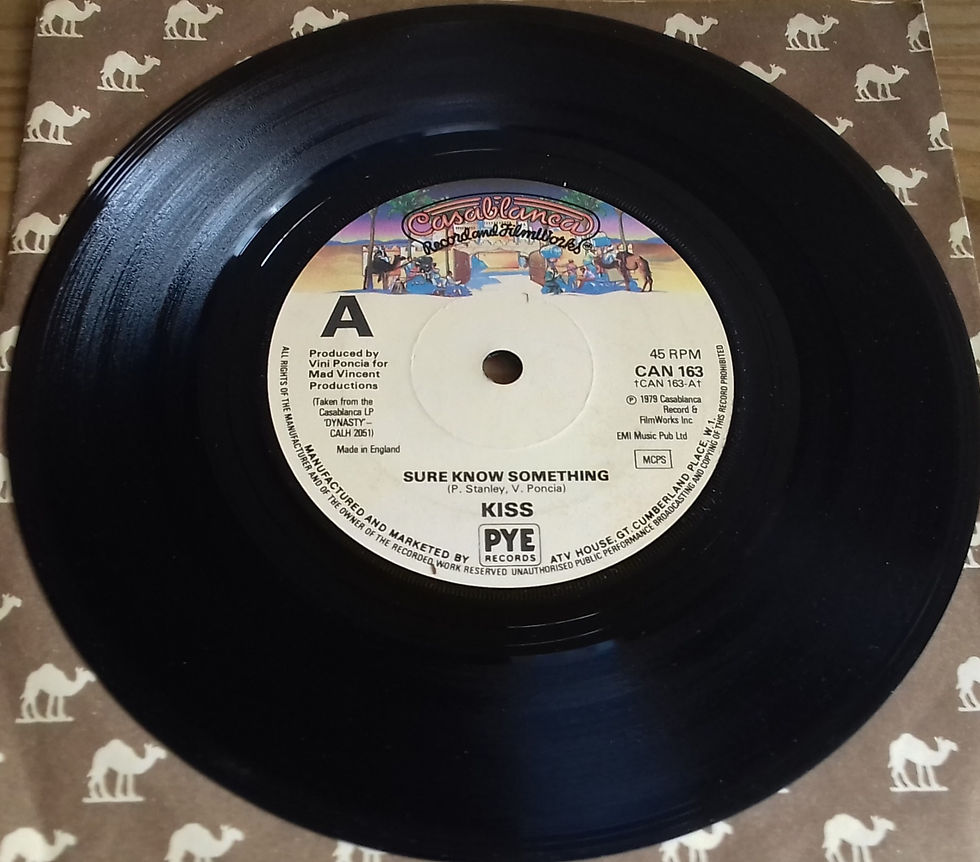 Casablanca
Record and FilmWorks
A
Produced by
Vini Poncia for
Mad Vincent
Productions
(Taken from the
Casablanca LP
'DYNASTY'–
CALH 2051)
Made in England
45 RPM
CAN 163
†CAN 163-A†
Ⓟ 1979 Casablanca
Record &
FilmWorks Inc
EMI Music Pub Ltd
MCPS
SURE KNOW SOMETHING
(P. Stanley, V. Poncia)
KISS
PYE
RECORDS
MANUFACTURED AND MARKETED BY
ATV HOUSE, GT. CUMBERLAND PLACE, W.1.
ALL RIGHTS OF THE MANUFACTURER AND OF THE OWNER OF THE RECORDED WORK RESERVED UNAUTHORISED PUBLIC PERFORMANCE BROADCASTING AND COPYING OF THIS RECORD PROHIBITED